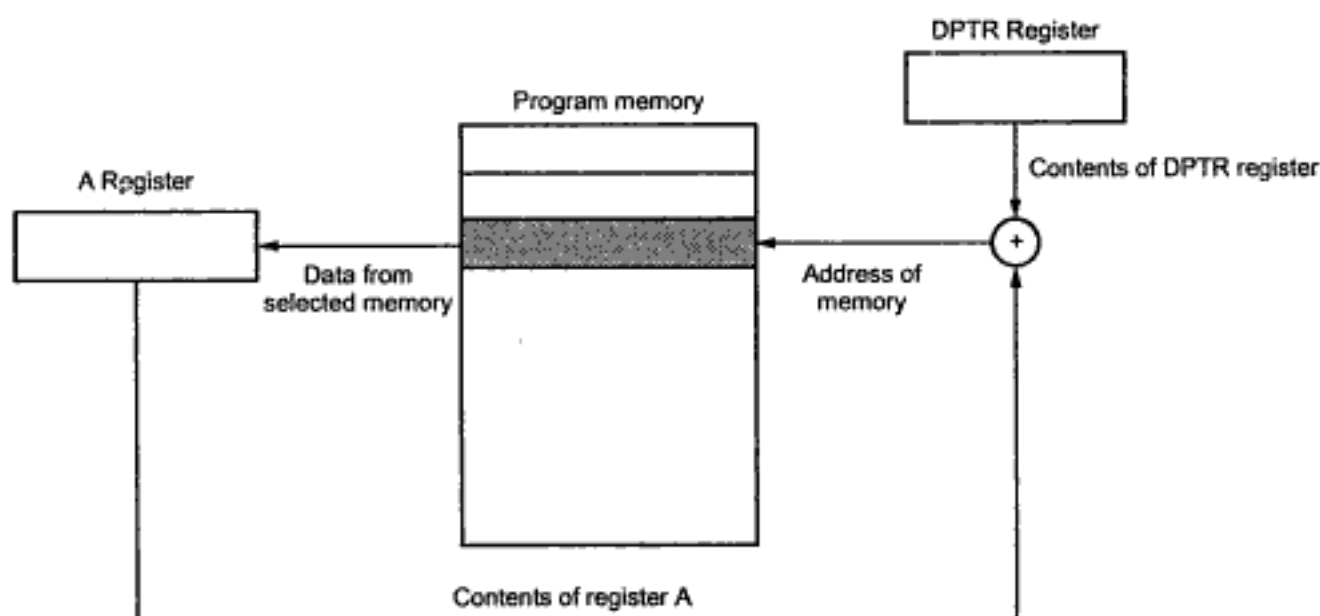 DPTR Register
Program memory
Contents of DPTR register
A Register
+
Data from
selected memory
Address of
memory
Contents of register A